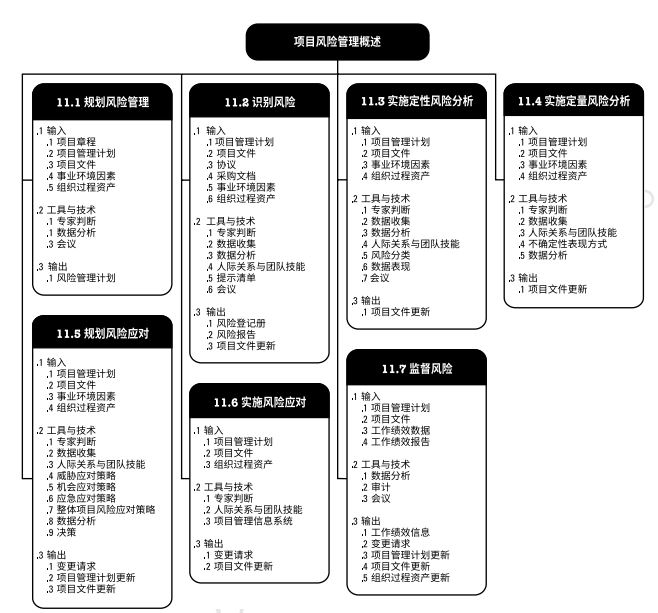 项目风险管理概述
11.1 规划风险管理
.1 输入
.1 项目章程
.2 项目管理计划
.3 项目文件
.4 事业环境因素
.5 组织过程资产
.2 工具与技术
.1 专家判断
.1 数据分析
.3 会议
.3 输出
.1 风险管理计划
11.2 识别风险
.1 输入
.1 项目管理计划
.2 项目文件
.3 协议
.4 采购文档
.5 事业环境因素
.6 组织过程资产
.2 工具与技术
.1 专家判断
.2 数据收集
.3 数据分析
.4 人际关系与团队技能
.5 提示清单
.6 会议
.3 输出
.1 风险登记册
.2 风险报告
.3 项目文件更新
11.3 实施定性风险分析
.1 输入
.1 项目管理计划
.2 项目文件
.3 事业环境因素
.4 组织过程资产
.2 工具与技术
.1 专家判断
.2 数据收集
.3 数据分析
.4 人际关系与团队技能
.5 风险分类
.6 数据表现
.7 会议
.3 输出
.1 项目文件更新
11.4 实施定量风险分析
.1 输入
.1 项目管理计划
.2 项目文件
.3 事业环境因素
.4 组织过程资产
.2 工具与技术
.1 专家判断
.2 数据收集
.3 人际关系与团队技能
.4 不确定性表现方式
.5 数据分析
.3 输出
.1 项目文件更新
11.5 规划风险应对
.1 输入
.1 项目管理计划
.2 项目文件
.3 事业环境因素
.4 组织过程资产
.2 工具与技术
.1 专家判断
.2 数据收集
.3 人际关系与团队技能
.4 威胁应对策略
.5 机会应对策略
.6 应急应对策略
.7 整体项目风险应对策略
.8 数据分析
.9 决策
.3 输出
.1 变更请求
.2 项目管理计划更新
.3 项目文件更新
11.6 实施风险应对
.1 输入
.1 项目管理计划
.2 项目文件
.3 组织过程资产
.2 工具与技术
.1 专家判断
.2 人际关系与团队技能
.3 项目管理信息系统
.3 输出
.1 变更请求
.2 项目文件更新
11.7 监督风险
.1 输入
.1 项目管理计划
.2 项目文件
.3 工作绩效数据
.4 工作绩效报告
.2 工具与技术
.1 数据分析
.2 审计
.3 会议
.3 输出
.1 工作绩效信息
.2 变更请求
.3 项目管理计划更新
.4 项目文件更新
.5 组织过程资产更新